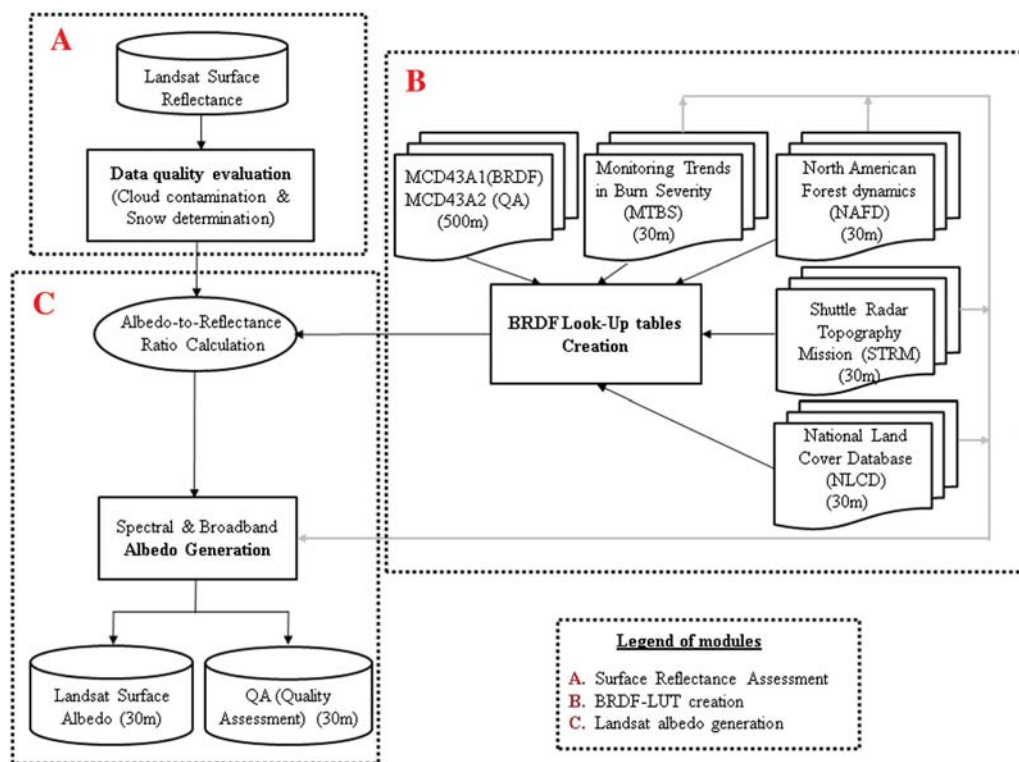 A
Landsat Surface
Reflectance
Data quality evaluation
(Cloud contamination &
Snow determination)
B
MCD43A1(BRDF)
MCD43A2 (QA)
(500m)
Monitoring Trends
in Burn Severity
(MTBS)
(30m)
North American
Forest dynamics
(NAFD)
(30m)
Shuttle Radar
Topography
Mission (STRM)
(30m)
National Land
Cover Database
(NLCD)
(30m)
BRDF Look-Up tables
Creation
C
Albedo-to-Reflectance
Ratio Calculation
Spectral & Broadband
Albedo Generation
Landsat Surface
Albedo (30m)
QA (Quality
Assessment) (30m)
Legend of modules
A. Surface Reflectance Assessment
B. BRDF-LUT creation
C. Landsat albedo generation